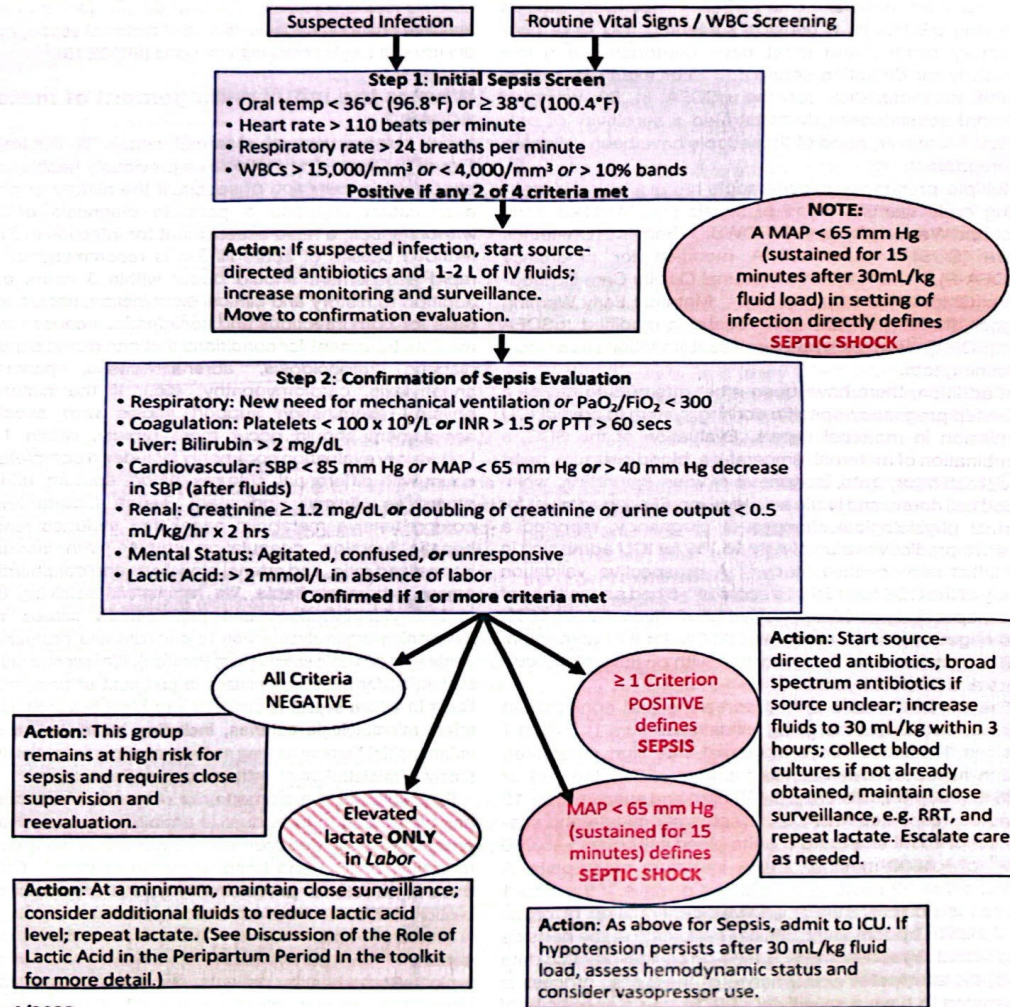 Suspected Infection
Routine Vital Signs / WBC Screening
Step 1: Initial Sepsis Screen
• Oral temp < 36°C (96.8°F) or ≥ 38°C (100.4°F)
• Heart rate > 110 beats per minute
• Respiratory rate > 24 breaths per minute
• WBCs > 15,000/mm³ or < 4,000/mm³ or > 10% bands
Positive if any 2 of 4 criteria met
Action: If suspected infection, start source-
directed antibiotics and 1-2 L of IV fluids;
increase monitoring and surveillance.
Move to confirmation evaluation.
NOTE:
A MAP < 65 mm Hg
(sustained for 15
minutes after 30mL/kg
fluid load) in setting of
infection directly defines
SEPTIC SHOCK
Step 2: Confirmation of Sepsis Evaluation
• Respiratory: New need for mechanical ventilation or PaO₂/FiO₂ < 300
• Coagulation: Platelets < 100 x 10⁹/L or INR > 1.5 or PTT > 60 secs
• Liver: Bilirubin > 2 mg/dL
• Cardiovascular: SBP < 85 mm Hg or MAP < 65 mm Hg or > 40 mm Hg decrease
in SBP (after fluids)
• Renal: Creatinine ≥ 1.2 mg/dL or doubling of creatinine or urine output < 0.5
mL/kg/hr x 2 hrs
• Mental Status: Agitated, confused, unresponsive
• Lactic Acid: > 2 mmol/L in absence of labor
Confirmed if 1 or more criteria met
All Criteria
NEGATIVE
Action: This group
remains at high risk for
sepsis and requires close
supervision and
reevaluation.
≥ 1 Criterion
POSITIVE
defines
SEPSIS
Action: Start source-
directed antibiotics, broad
spectrum antibiotics if
source unclear; increase
fluids to 30 mL/kg within 3
hours; collect blood
cultures if not already
obtained, maintain close
surveillance, e.g. RRT, and
repeat lactate. Escalate care
as needed.
Elevated
lactate ONLY
in Labor
MAP < 65 mm Hg
(sustained for 15
minutes) defines
SEPTIC SHOCK
Action: At a minimum, maintain close surveillance;
consider additional fluids to reduce lactic acid
level; repeat lactate (See Discussion of the Role of
Lactic Acid in the Peripartum Period In the toolkit
for more detail.)
Action: As above for Sepsis, admit to ICU. If
hypotension persists after 30 mL/kg fluid
load, assess hemodynamic status and
consider vasopressor use.